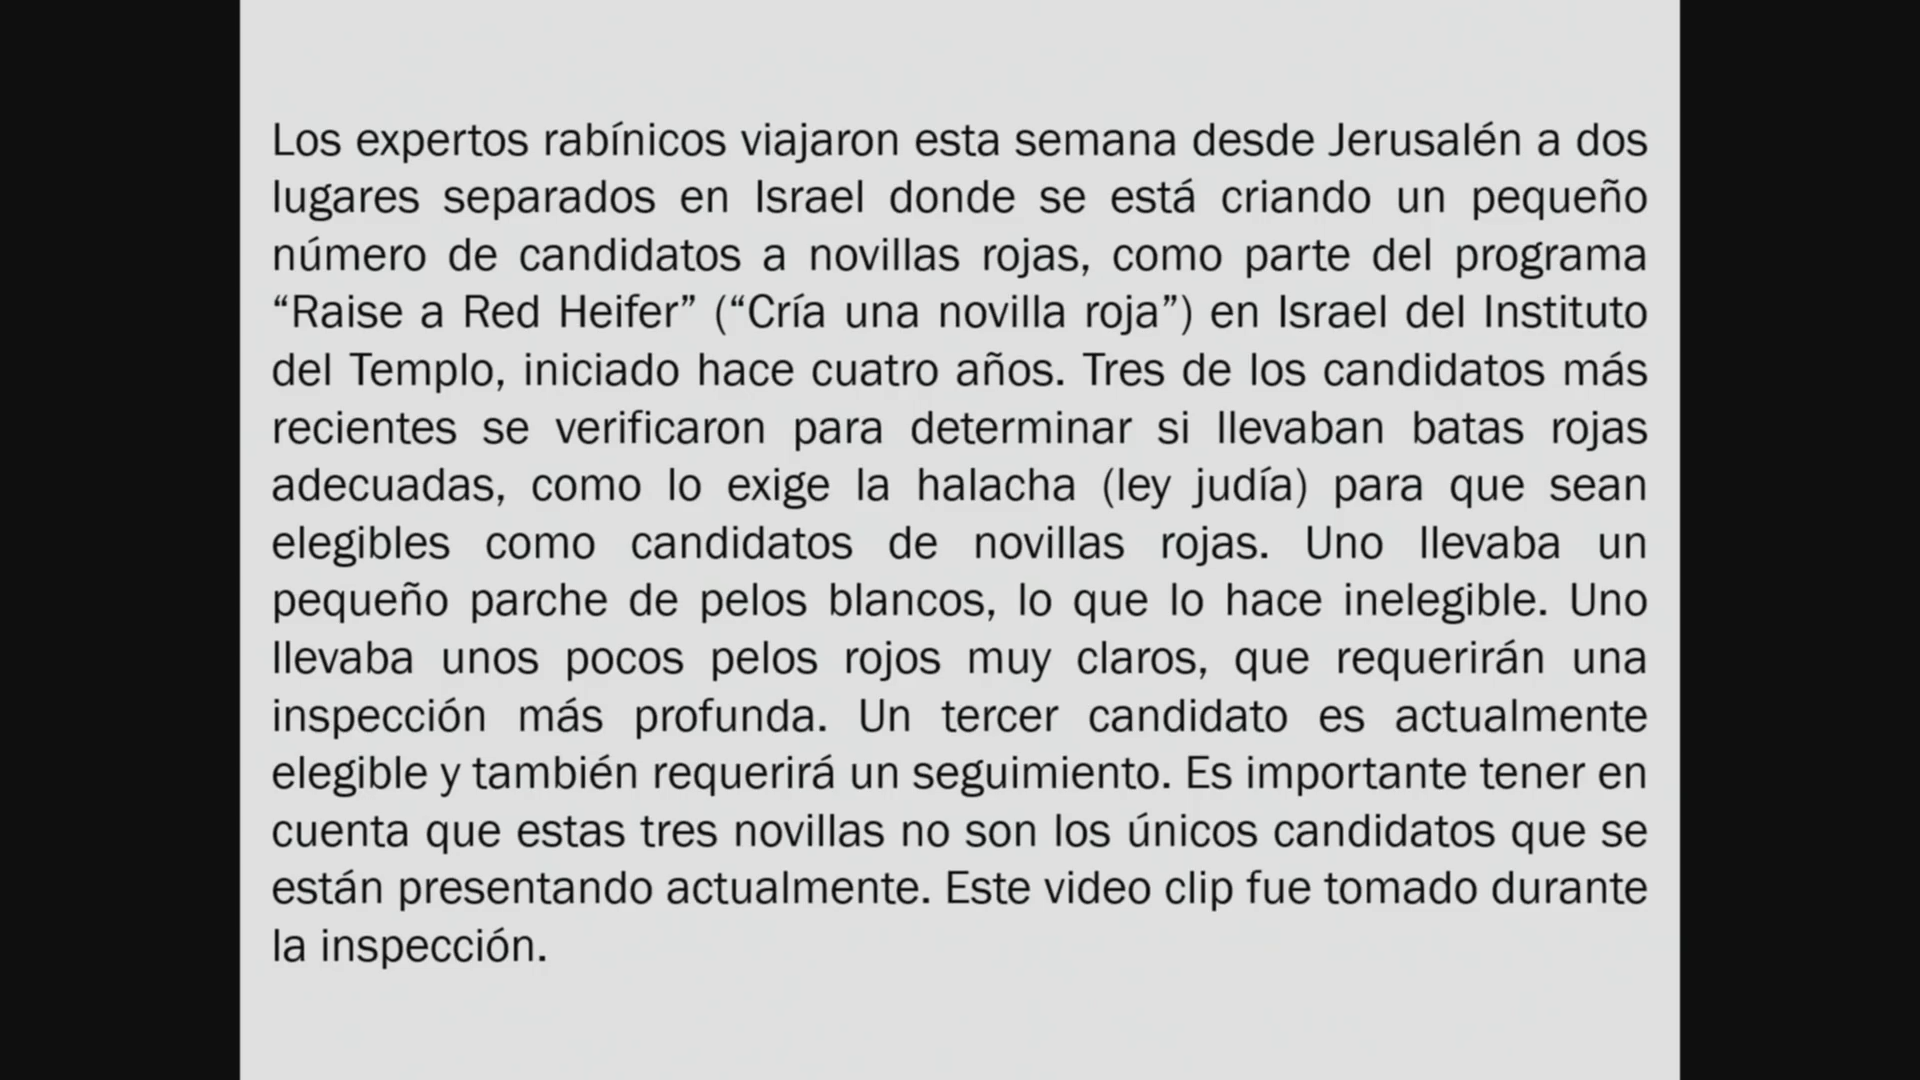 Los expertos rabínicos viajaron esta semana desde Jerusalén a dos
lugares separados en Israel donde se está criando un pequeño
número de candidatos a novillas rojas, como parte del programa
“Raise a Red Heifer” (“Cría una novilla roja”) en Israel del Instituto
del Templo, iniciado hace cuatro años. Tres de los candidatos más
recientes se verificaron para determinar si llevaban batas rojas
adecuadas, como lo exige la halacha (ley judía) para que sean
elegibles como candidatos de novillas rojas. Uno llevaba un
pequeño parche de pelos blancos, lo que lo hace inelegible. Uno
llevaba unos pocos pelos rojos muy claros, que requerirán una
inspección más profunda. Un tercer candidato es actualmente
elegible y también requerirá un seguimiento. Es importante tener en
cuenta que estas tres novillas no son los únicos candidatos que se
están presentando actualmente. Este video clip fue tomado durante
la inspección.